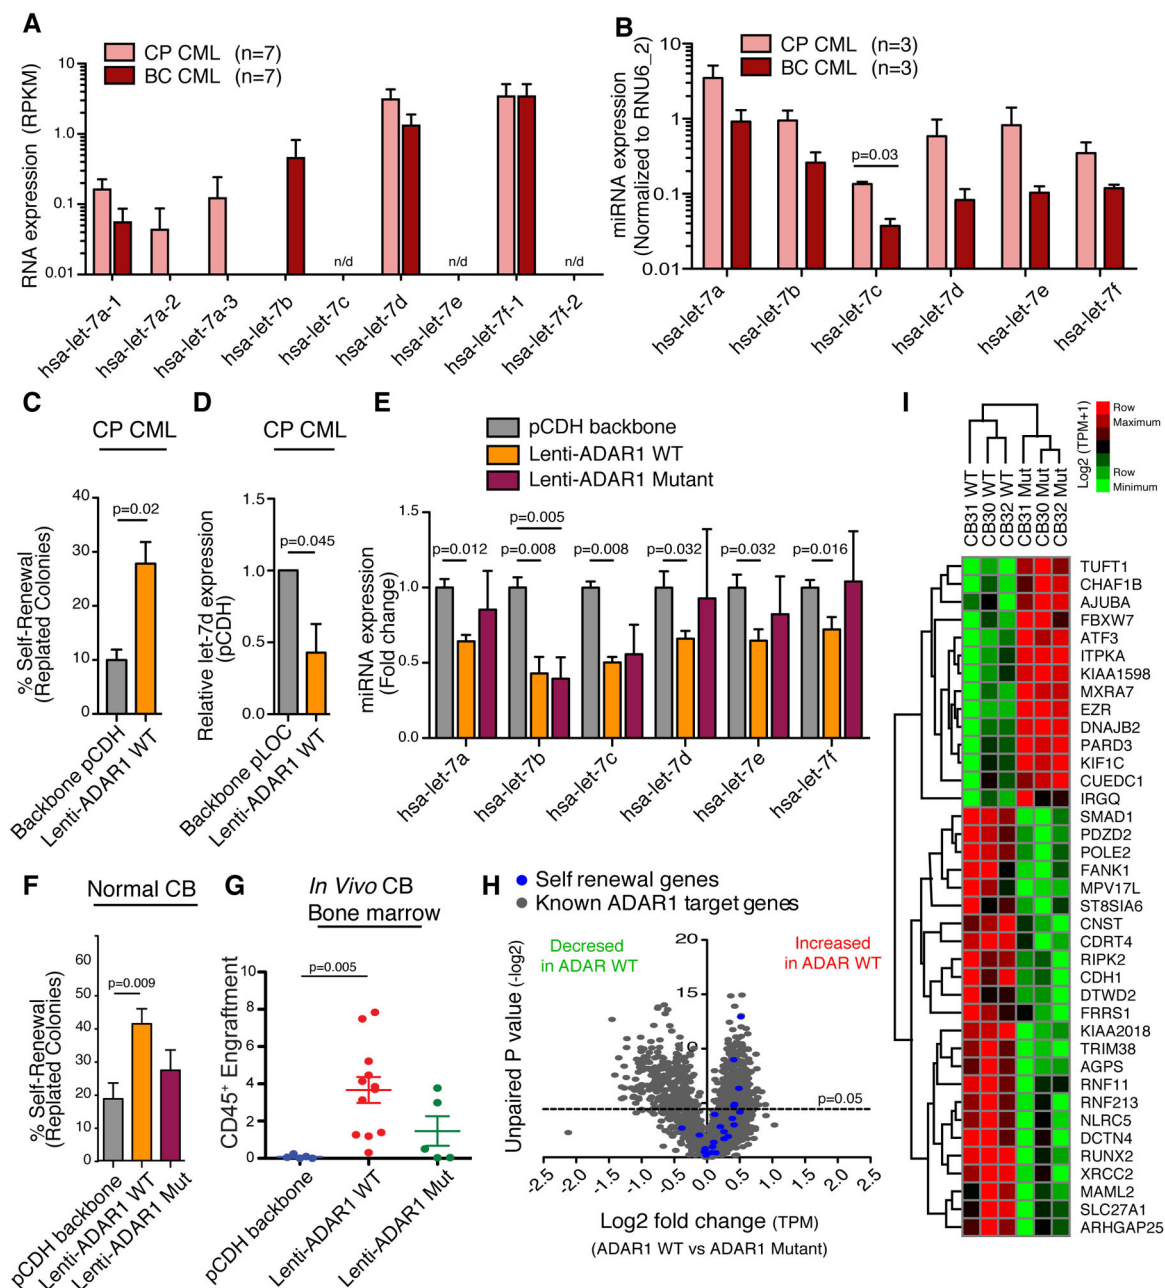 A
CP CML (n=7)
BC CML (n=7)
RNA expression (RPKM)
10
1.0
0.1
0.01
n/d
n/d
n/d
hsa-let-7a-1
hsa-let-7a-2
hsa-let-7a-3
hsa-let-7b
hsa-let-7c
hsa-let-7d
hsa-let-7e
hsa-let-7f-1
hsa-let-7f-2
B
CP CML (n=3)
BC CML (n=3)
miRNA expression
(Normalized to RNU6_2)
10
1
0.1
0.01
p=0.03
hsa-let-7a
hsa-let-7b
hsa-let-7c
hsa-let-7d
hsa-let-7e
hsa-let-7f
C
CP CML
% Self-Renewal
(Replated Colonies)
40
30
20
10
0
p=0.02
Backbone pCDH
Lenti-ADAR1 WT
D
CP CML
Relative let-7d expression
(pCDH)
1.5
1.0
0.5
0.0
p=0.045
Backbone pLOC
Lenti-ADAR1 WT
E
pCDH backbone
Lenti-ADAR1 WT
Lenti-ADAR1 Mutant
miRNA expression
(Fold change)
1.5
1.0
0.5
0.0
p=0.005
p=0.012
p=0.008
p=0.008
p=0.032
p=0.032
p=0.016
hsa-let-7a
hsa-let-7b
hsa-let-7c
hsa-let-7d
hsa-let-7e
hsa-let-7f
F
Normal CB
% Self-Renewal
(Replated Colonies)
60
50
40
30
20
10
0
p=0.009
pCDH backbone
Lenti-ADAR1 WT
Lenti-ADAR1 Mut
G
In Vivo CB
Bone marrow
CD45+ Engraftment
10
8
6
4
2
0
p=0.005
pCDH backbone
Lenti-ADAR1 WT
Lenti-ADAR1 Mut
H
Self renewal genes
Known ADAR1 target genes
Decresed
in ADAR WT
Increased
in ADAR WT
Unpaired P value (-log2)
20
15
10
5
p=0.05
-2.5
-2.0
-1.5
-1.0
-0.5
0.0
0.5
1.0
1.5
2.0
2.5
Log2 fold change (TPM)
(ADAR1 WT vs ADAR1 Mutant)
I
Log2 (TPM+1)
Row
Maximum
Row
Minimum
CB31 WT
CB30 WT
CB32 WT
CB31 Mut
CB30 Mut
CB32 Mut
TUFT1
CHAF1B
AJUBA
FBXW7
ATF3
ITPKA
KIAA1598
MXRA7
EZR
DNAJB2
PARD3
KIF1C
CUEDC1
IRGQ
SMAD1
PDZD2
POLE2
FANK1
MPV17L
ST8SIA6
CNST
CDRT4
RIPK2
CDH1
DTWD2
FRRS1
KIAA2018
TRIM38
AGPS
RNF11
RNF213
NLRC5
DCTN4
RUNX2
XRCC2
MAML2
SLC27A1
ARHGAP25